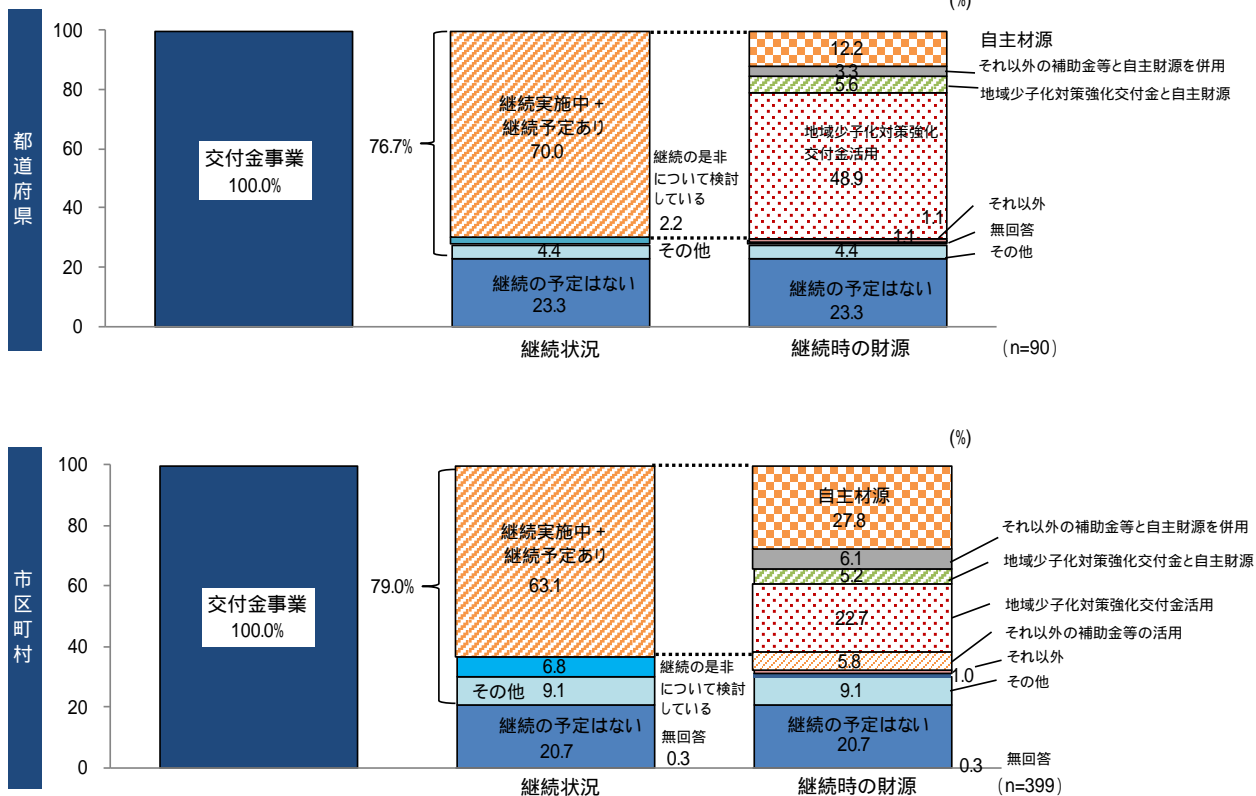 (%)
都道府県
100
80
60
40
20
0
交付金事業
100.0%
76.7%
継続実施中＋
継続予定あり
70.0
4.4
継続の予定はない
23.3
継続状況
継続の是非
について検討
している
2.2
その他
12.2
3.3
5.6
地域少子化対策強化
交付金活用
48.9
1.1
1.1
4.4
継続の予定はない
23.3
継続時の財源
自主材源
それ以外の補助金等と自主財源を併用
地域少子化対策強化交付金と自主財源
それ以外
無回答
その他
(n=90)
(%)
市区町村
100
80
60
40
20
0
交付金事業
100.0%
79.0%
継続実施中＋
継続予定あり
63.1
6.8
その他 9.1
継続の予定はない
20.7
継続状況
継続の是非
について検討
している
無回答
0.3
自主材源
27.8
6.1
5.2
22.7
5.8
1.0
9.1
継続の予定はない
20.7
継続時の財源
それ以外の補助金等と自主財源を併用
地域少子化対策強化交付金と自主財源
地域少子化対策強化交付金活用
それ以外の補助金等の活用
それ以外
その他
0.3 無回答
(n=399)